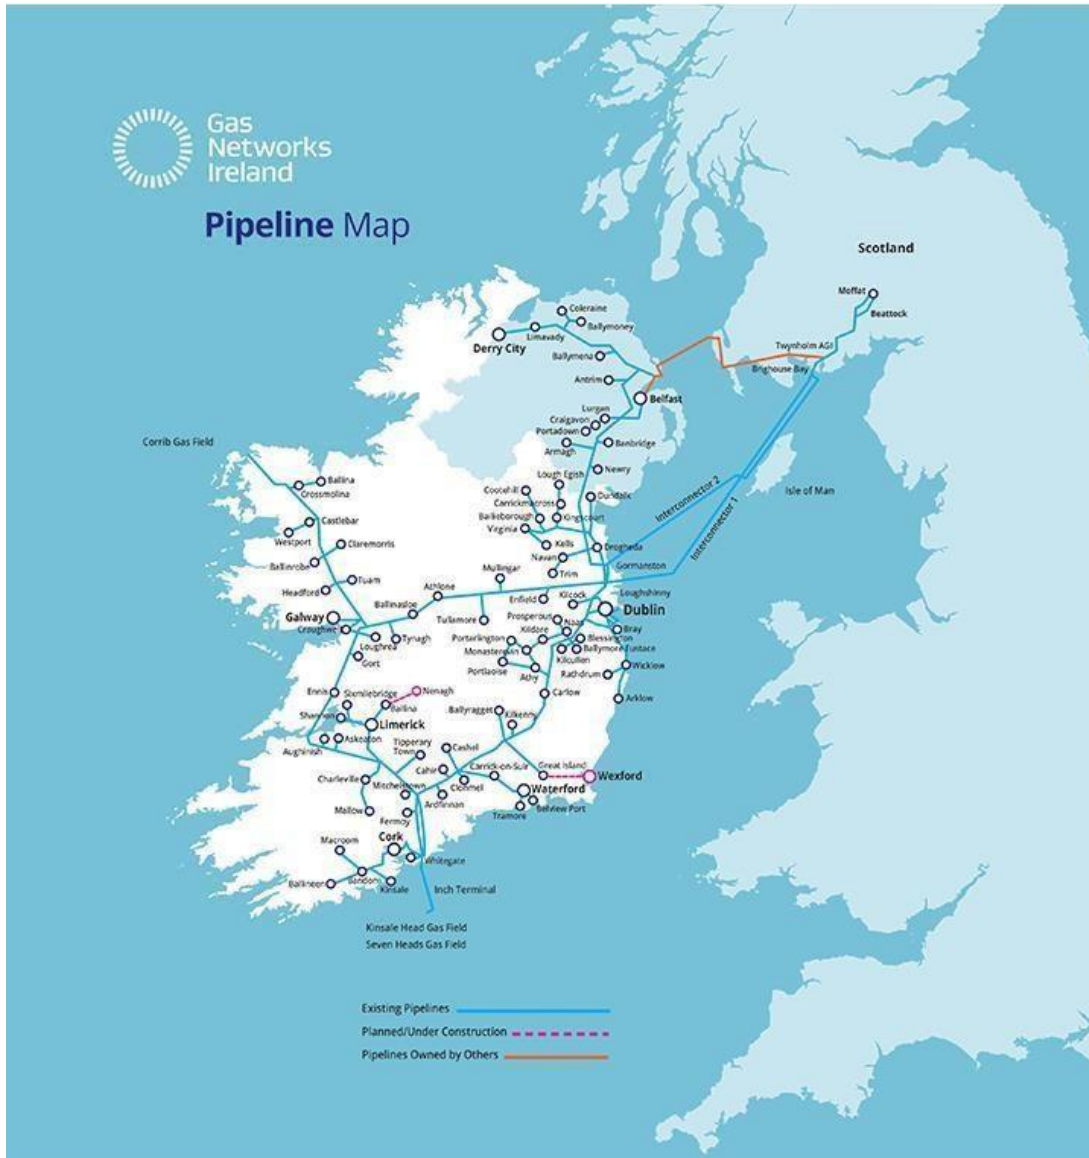 Gas
Networks
Ireland
Pipeline Map
Scotland
Moffat
Beattock
Twynholm AGI
Brighouse Bay
Coleraine
Ballymoney
Limavady
Derry City
Ballymena
Antrim
Belfast
Lurgan
Craigavon
Portadown
Banbridge
Armagh
Newry
Corrib Gas Field
Lough Egish
Ballina
Crossmolina
Cootehill
Carrickmacross
Dundalk
Interconnector 2
Isle of Man
Castlebar
Bailieborough
Kingscourt
Interconnector 1
Westport
Claremorris
Virginia
Kells
Drogheda
Navan
Ballinrobe
Mullingar
Trim
Gormanston
Tuam
Headford
Athlone
Ballinasloe
Enfield
Kilcock
Loughshinny
Galway
Tullamore
Prosperous
Dublin
Craughwell
Naas
Bray
Loughrea
Tynagh
Portarlington
Kildare
Blessington
Monasterevin
Ballymore Eustace
Gort
Portlaoise
Kilcullen
Wicklow
Athy
Rathdrum
Ennis
Sixmilebridge
Nenagh
Carlow
Arklow
Shannon
Ballina
Ballyragget
Kilkenny
Limerick
Askeaton
Aughinish
Tipperary
Town
Cashel
Carrick-on-Suir
Great Island
Wexford
Charleville
Cahir
Mitchelstown
Clonmel
Waterford
Ardfinnan
Belview Port
Mallow
Tramore
Fermoy
Cork
Macroom
Whitegate
Ballineen
Bandon
Kinsale
Inch Terminal
Kinsale Head Gas Field
Seven Heads Gas Field
Existing Pipelines
Planned/Under Construction
Pipelines Owned by Others